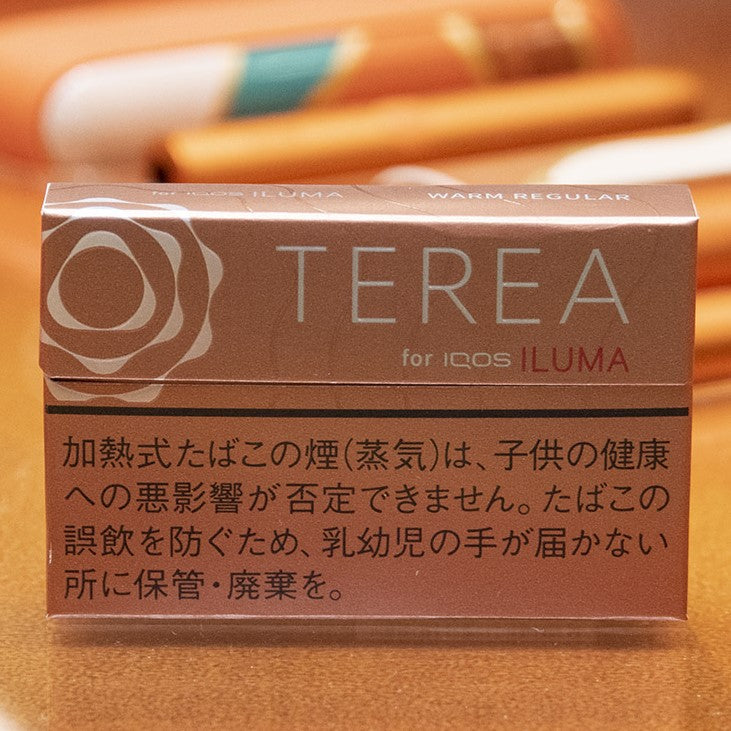 for IQOS ILUMA WARM REGULAR
TEREA
for IQOS ILUMA
加熱式たばこの煙(蒸気)は、子供の健康
への悪影響が否定できません。たばこの
誤飲を防ぐため、乳幼児の手が届かない
所に保管・廃棄を。